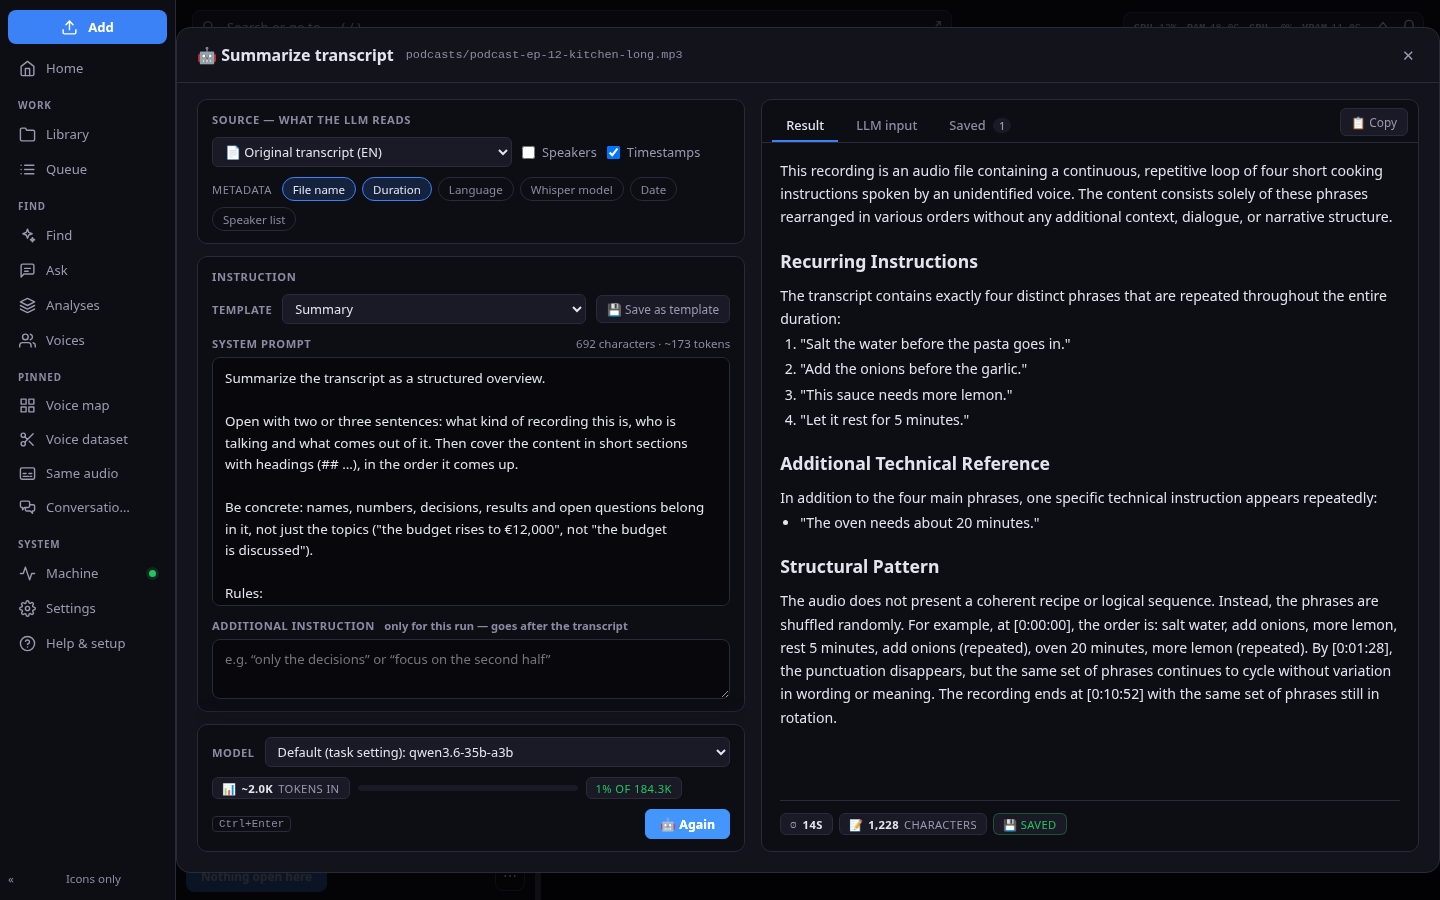 Add
Home
WORK
Library
Queue
FIND
Find
Ask
Analyses
Voices
PINNED
Voice map
Voice dataset
Same audio
Conversatio...
SYSTEM
Machine
Settings
Help & setup
« Icons only
Summarize transcript podcasts/podcast-ep-12-kitchen-long.mp3
SOURCE — WHAT THE LLM READS
Original transcript (EN) Speakers Timestamps
METADATA File name Duration Language Whisper model Date
Speaker list
INSTRUCTION
TEMPLATE Summary Save as template
SYSTEM PROMPT 692 characters · ~173 tokens
Summarize the transcript as a structured overview.
Open with two or three sentences: what kind of recording this is, who is
talking and what comes out of it. Then cover the content in short sections
with headings (## ...), in the order it comes up.
Be concrete: names, numbers, decisions, results and open questions belong
in it, not just the topics ("the budget rises to €12,000", not "the budget
is discussed").
Rules:
ADDITIONAL INSTRUCTION only for this run — goes after the transcript
e.g. “only the decisions” or “focus on the second half”
MODEL Default (task setting): qwen3.6-35b-a3b
~2.0K TOKENS IN 1% OF 184.3K
Ctrl+Enter Again
Result LLM input Saved 1 Copy
This recording is an audio file containing a continuous, repetitive loop of four short cooking
instructions spoken by an unidentified voice. The content consists solely of these phrases
rearranged in various orders without any additional context, dialogue, or narrative structure.
Recurring Instructions
The transcript contains exactly four distinct phrases that are repeated throughout the entire
duration:
1. "Salt the water before the pasta goes in."
2. "Add the onions before the garlic."
3. "This sauce needs more lemon."
4. "Let it rest for 5 minutes."
Additional Technical Reference
In addition to the four main phrases, one specific technical instruction appears repeatedly:
• "The oven needs about 20 minutes."
Structural Pattern
The audio does not present a coherent recipe or logical sequence. Instead, the phrases are
shuffled randomly. For example, at [0:00:00], the order is: salt water, add onions, more lemon,
rest 5 minutes, add onions (repeated), oven 20 minutes, more lemon (repeated). By [0:01:28],
the punctuation disappears, but the same set of phrases continues to cycle without variation
in wording or meaning. The recording ends at [0:10:52] with the same set of phrases still in
rotation.
14S 1,228 CHARACTERS SAVED
Nothing open here